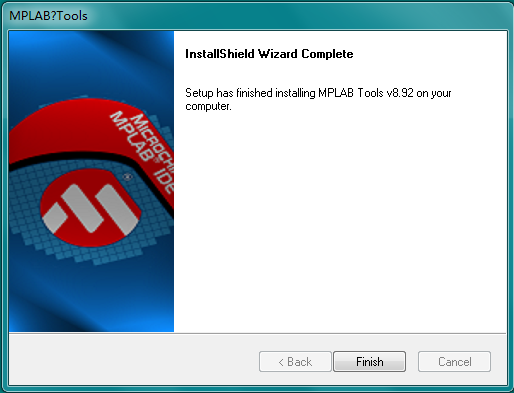 MPLAB?Tools
InstallShield Wizard Complete
Setup has finished installing MPLAB Tools v8.92 on your
computer.
MICROCHIP
MPLAB® IDE
< Back
Finish
Cancel